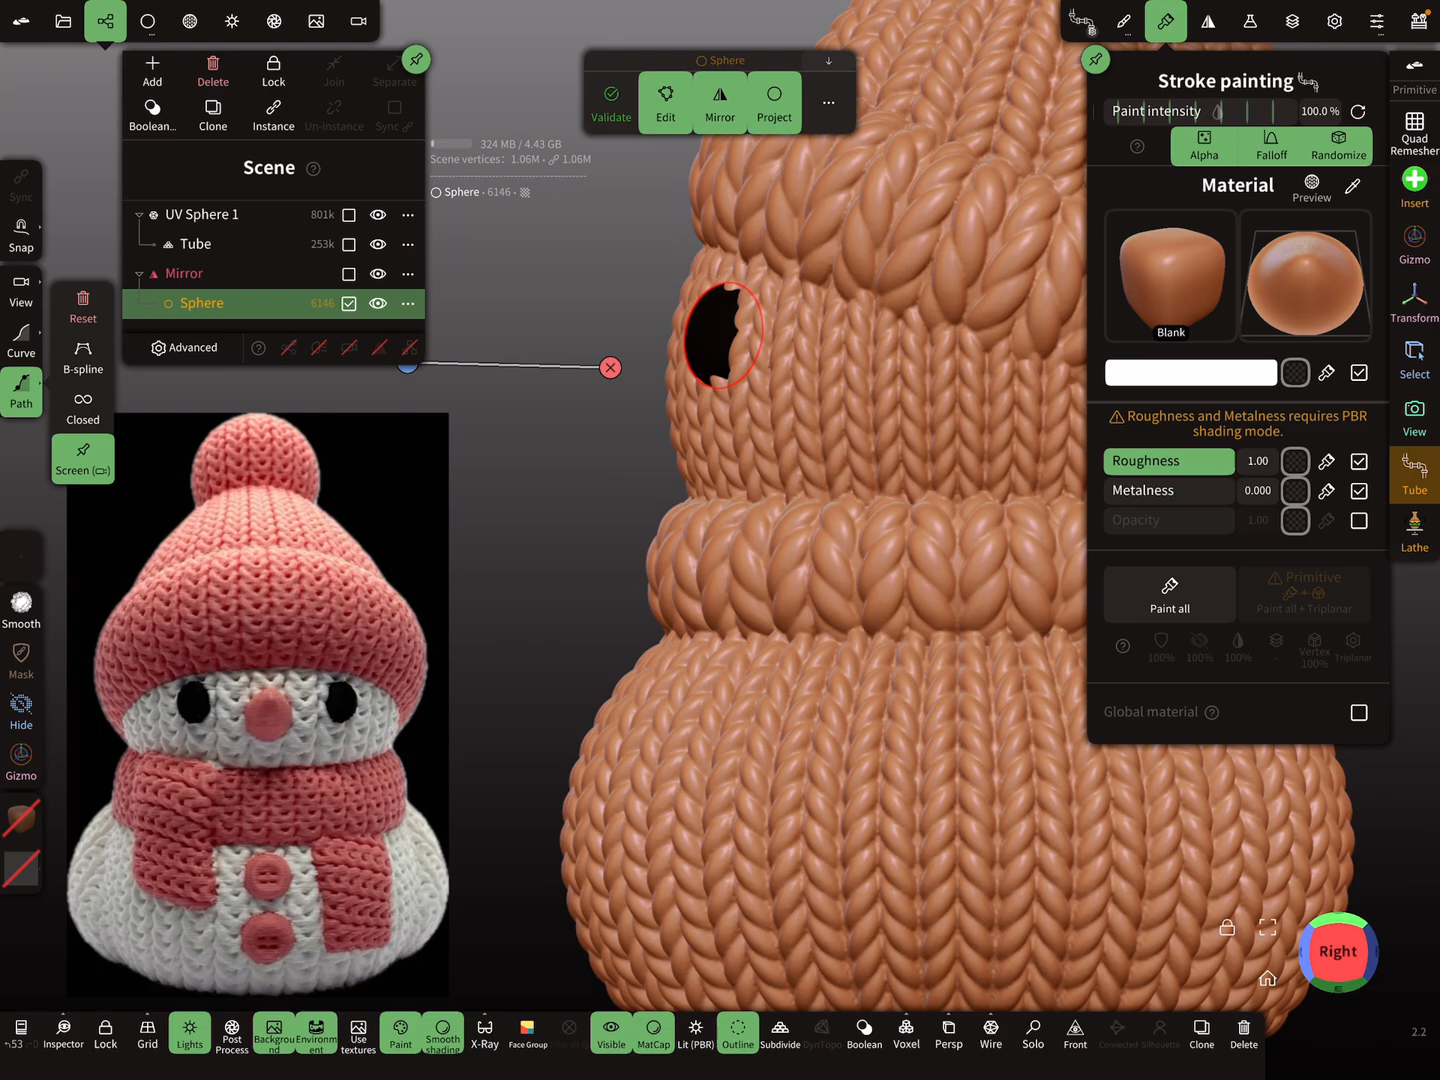 Add
Delete
Lock
Join
Separate
Boolean...
Clone
Instance
Un-instance
Sync
Scene
UV Sphere 1
801k
Tube
253k
Mirror
Sphere
6146
Advanced
324 MB / 4.43 GB
Scene vertices: 1.06M · 1.06M
Sphere · 6146 ·
Sphere
Validate
Edit
Mirror
Project
...
Sync
Snap
View
Curve
Path
Reset
B-spline
Closed
Screen
Smooth
Mask
Hide
Gizmo
Stroke painting
Paint intensity
100.0 %
Alpha
Falloff
Randomize
Material
Preview
Blank
Roughness and Metalness requires PBR
shading mode.
Roughness
1.00
Metalness
0.000
Opacity
1.00
Paint all
Primitive
Paint all + Triplanar
100%
100%
100%
-
Vertex
100%
Triplanar
Global material
Primitive
Quad
Remesher
Insert
Gizmo
Transform
Select
View
Tube
Lathe
Right
2.2
Inspector
Lock
Grid
Lights
Post
Process
Backgrou
nd
Environm
ent
Use
textures
Paint
Smooth
shading
X-Ray
Face Group
Visible
MatCap
Lit (PBR)
Outline
Subdivide
DynTopo
Boolean
Voxel
Persp
Wire
Solo
Front
Connected
Silhouette
Clone
Delete